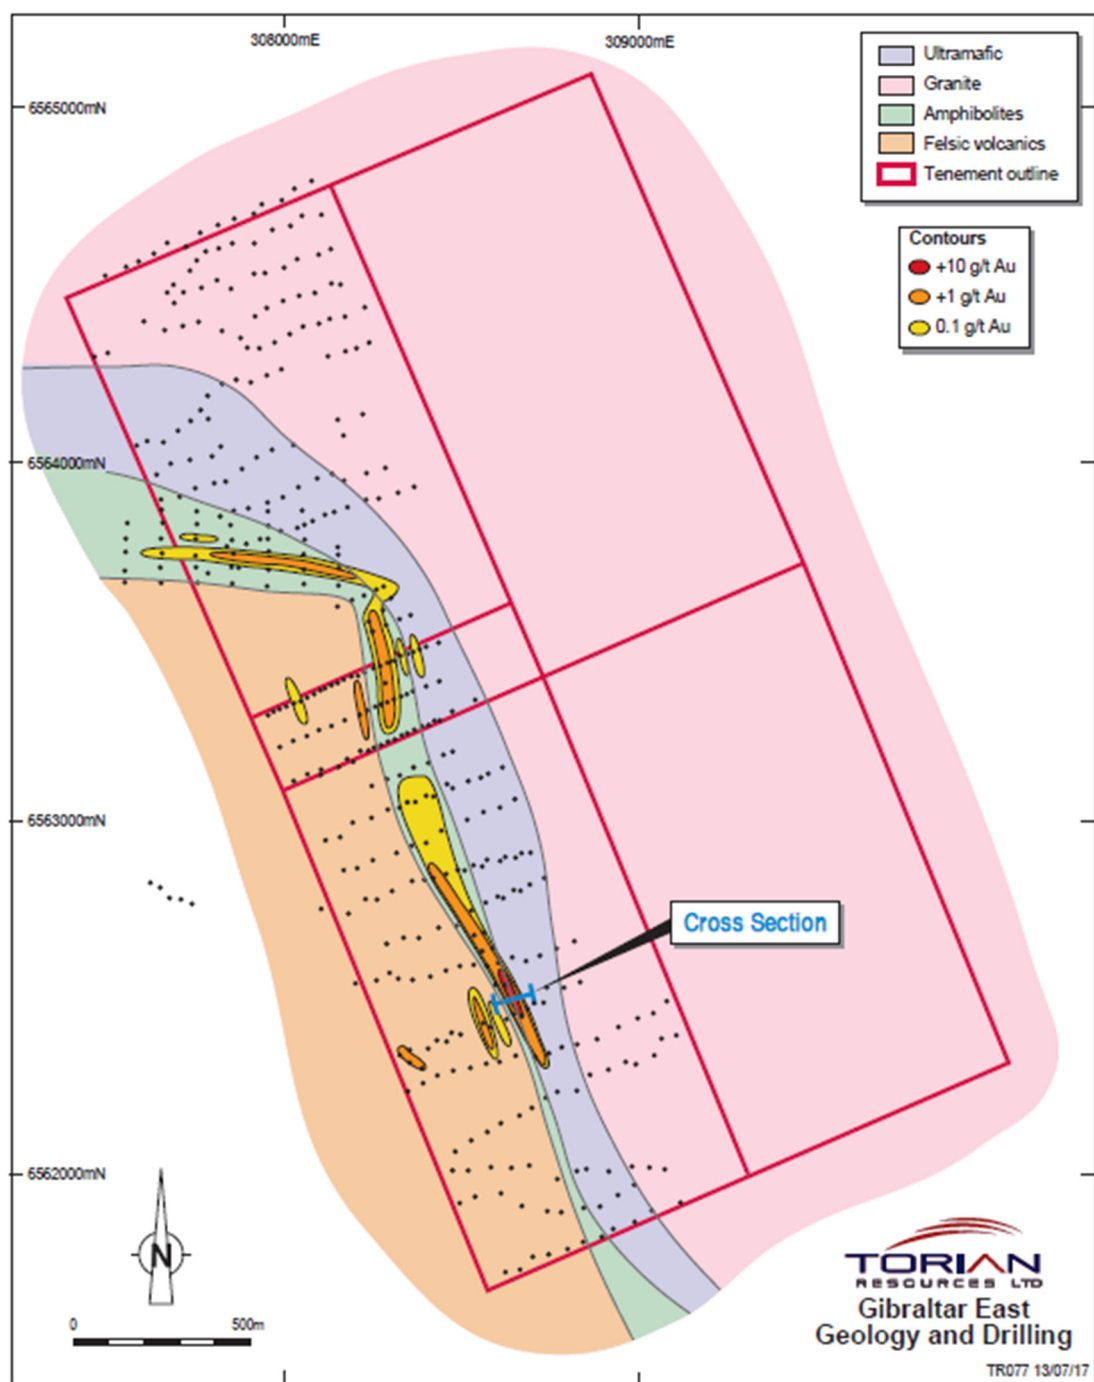 308000mE
309000mE
Ultramafic
Granite
Amphibolites
Felsic volcanics
Tenement outline
6565000mN
Contours
+10 g/t Au
+1 g/t Au
0.1 g/t Au
6564000mN
6563000mN
Cross Section
6562000mN
N
0 500m
TORIAN
RESOURCES LTD
Gibraltar East
Geology and Drilling
TR077 13/07/17